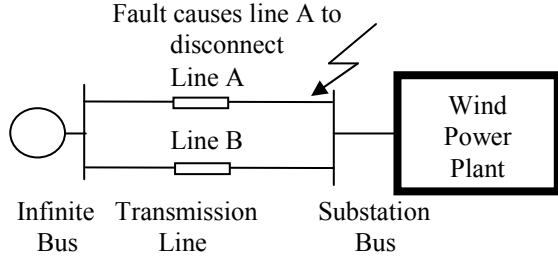 Fault causes line A to
disconnect
Line A
Line B
Wind
Power
Plant
Infinite
Bus
Transmission
Line
Substation
Bus